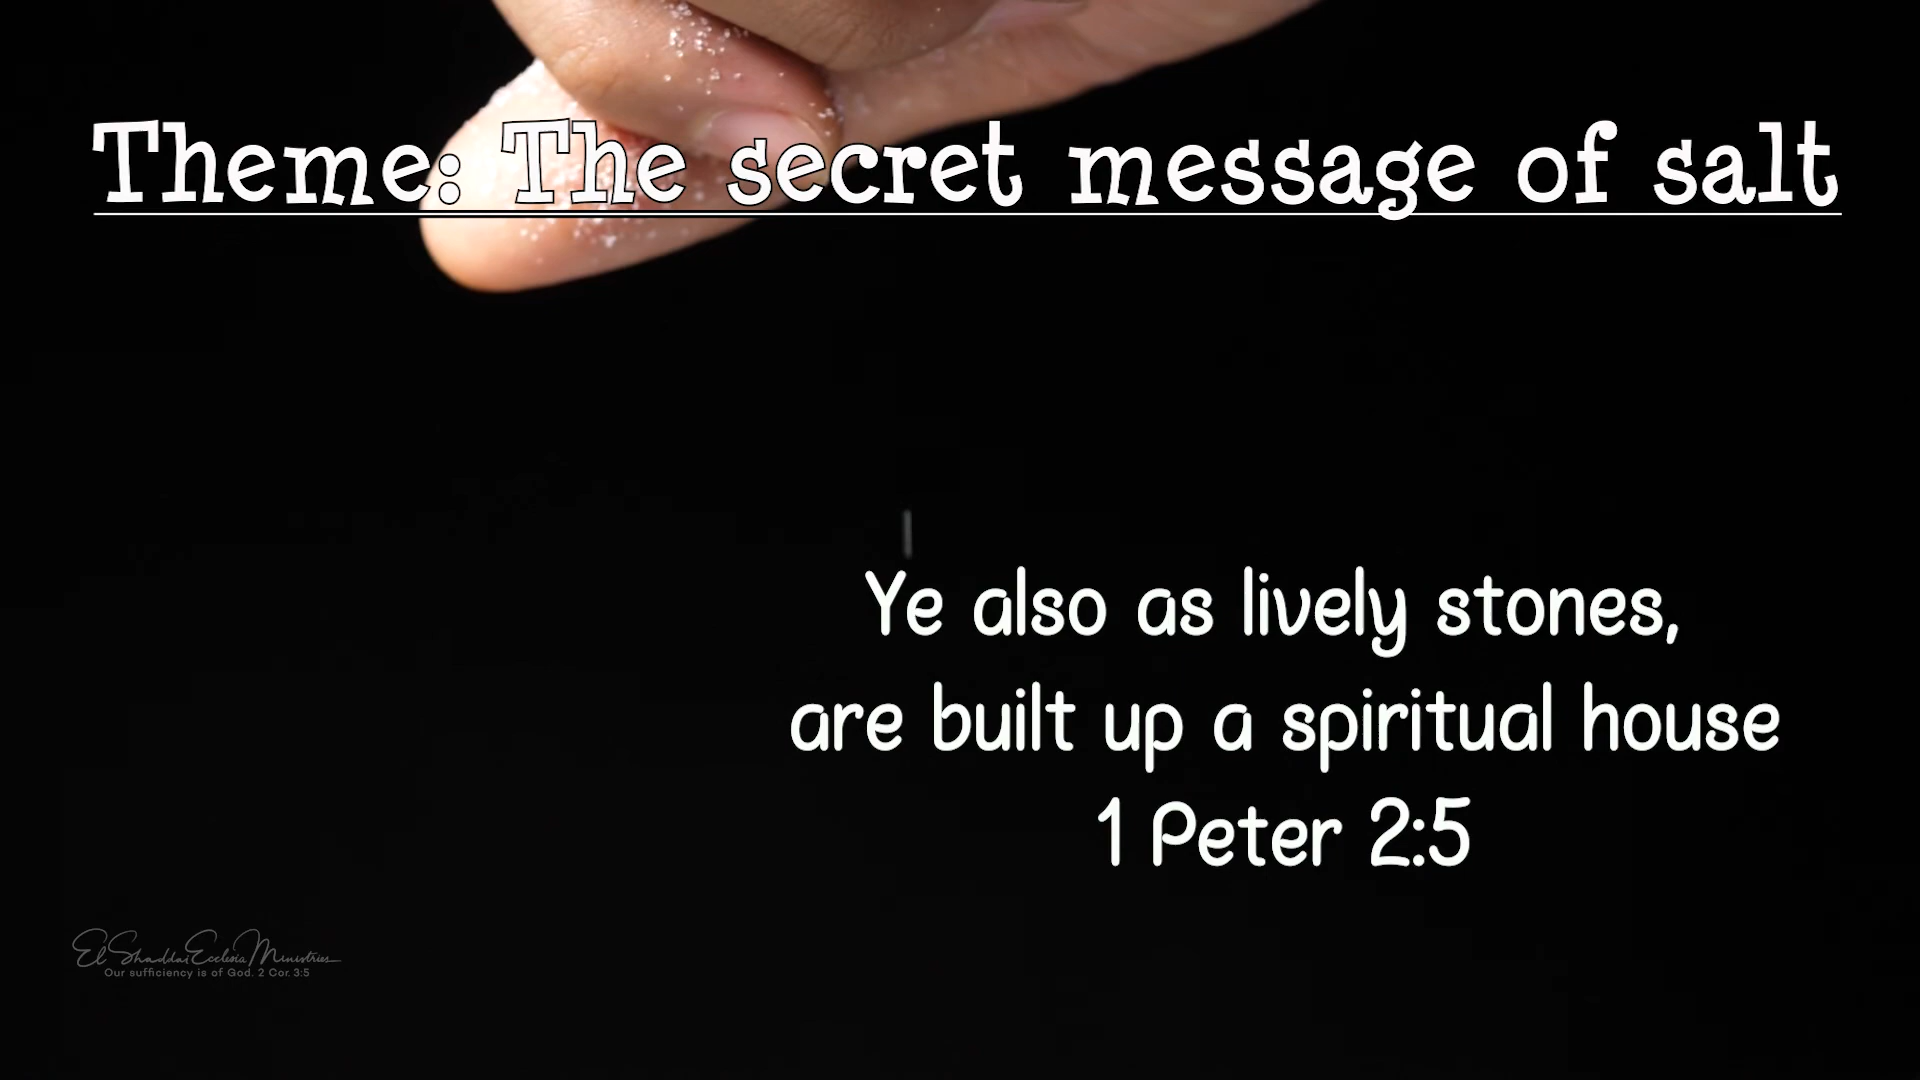 Theme: The secret message of salt
Ye also as lively stones,
are built up a spiritual house
1 Peter 2:5
El Shaddai Ecclesia Ministries
Our sufficiency is of God. 2 Cor. 3:5